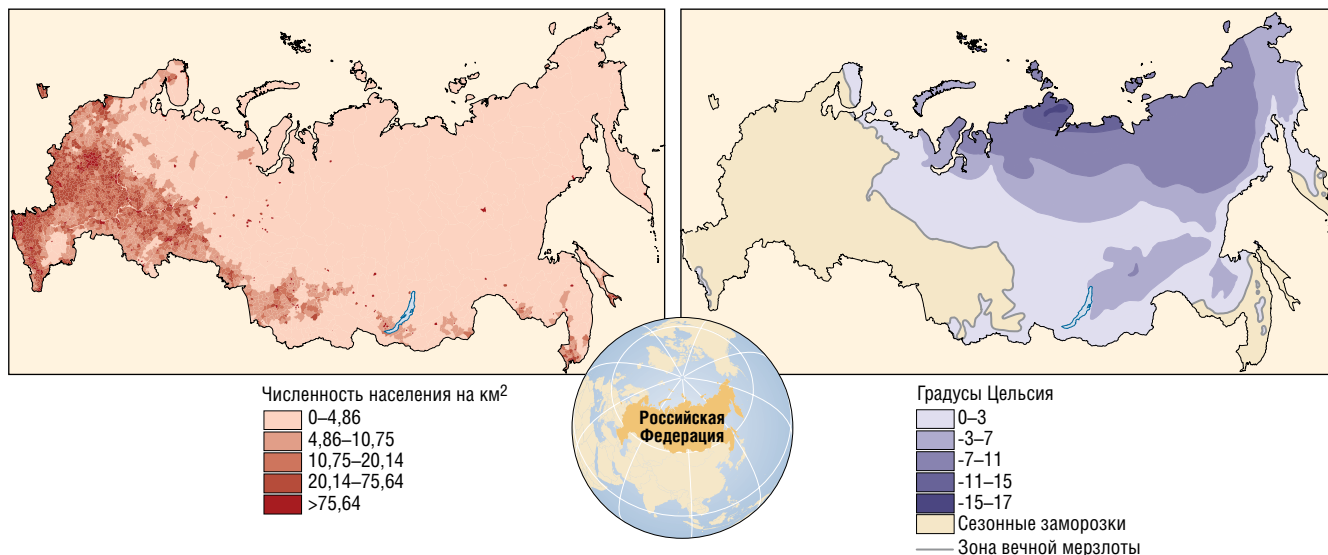 Численность населения на км²
0–4,86
4,86–10,75
10,75–20,14
20,14–75,64
>75,64
Российская
Федерация
Градусы Цельсия
0–3
-3–7
-7–11
-11–15
-15–17
Сезонные заморозки
Зона вечной мерзлоты